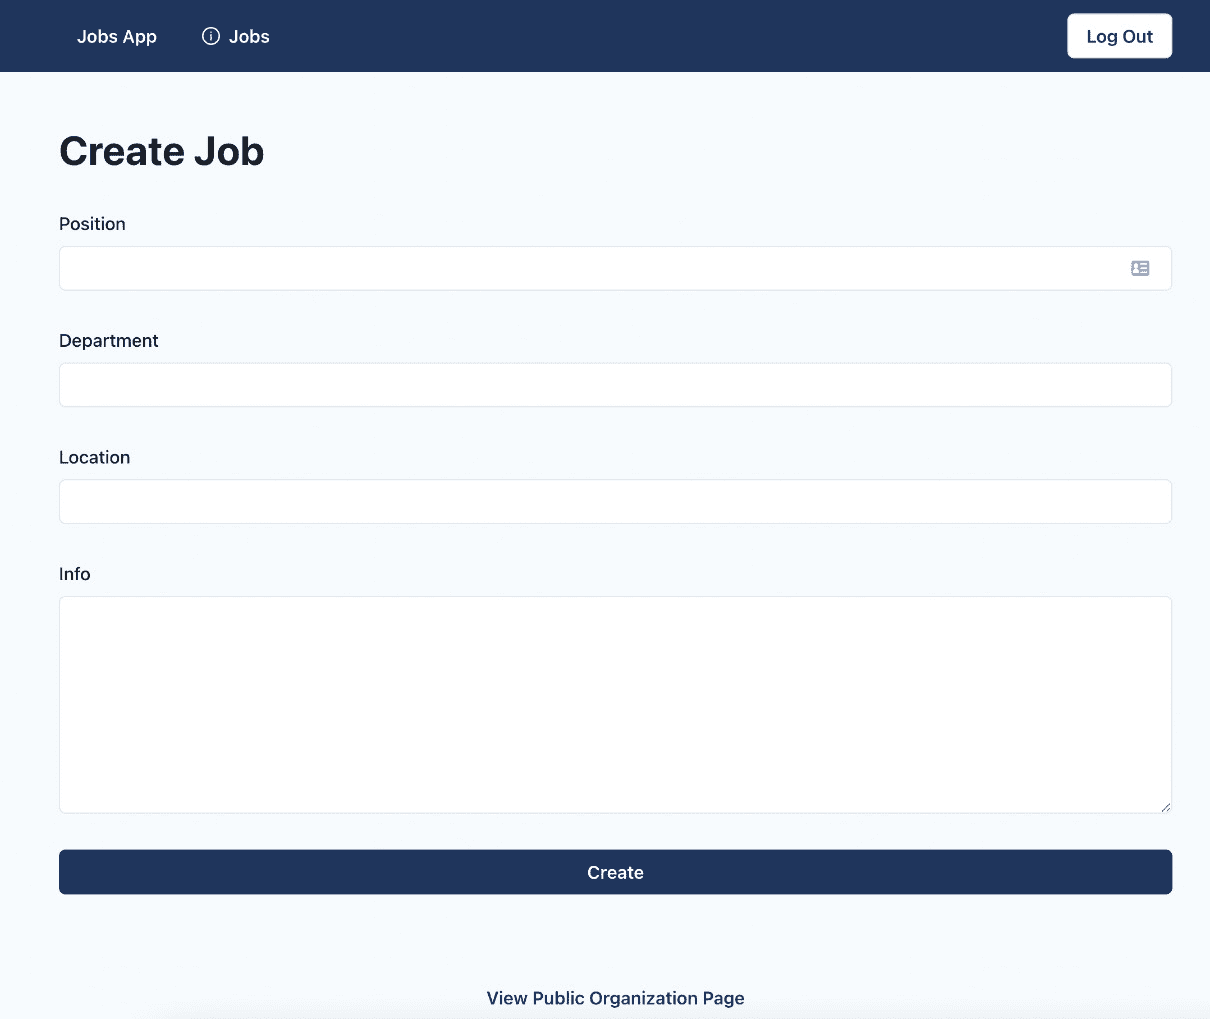 Jobs App Jobs Log Out
Create Job
Position
Department
Location
Info
Create
View Public Organization Page